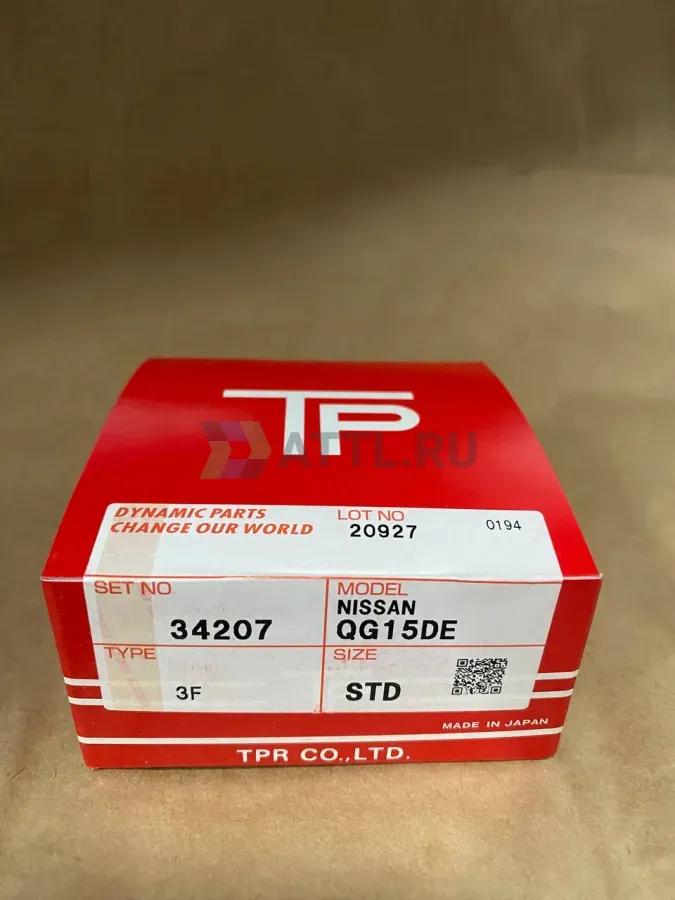 TP
ATTL.RU
DYNAMIC PARTS
CHANGE OUR WORLD
LOT NO
20927
0194
SET NO.
34207
MODEL
NISSAN
QG15DE
TYPE
3F
SIZE
STD
MADE IN JAPAN
TPR CO.,LTD.